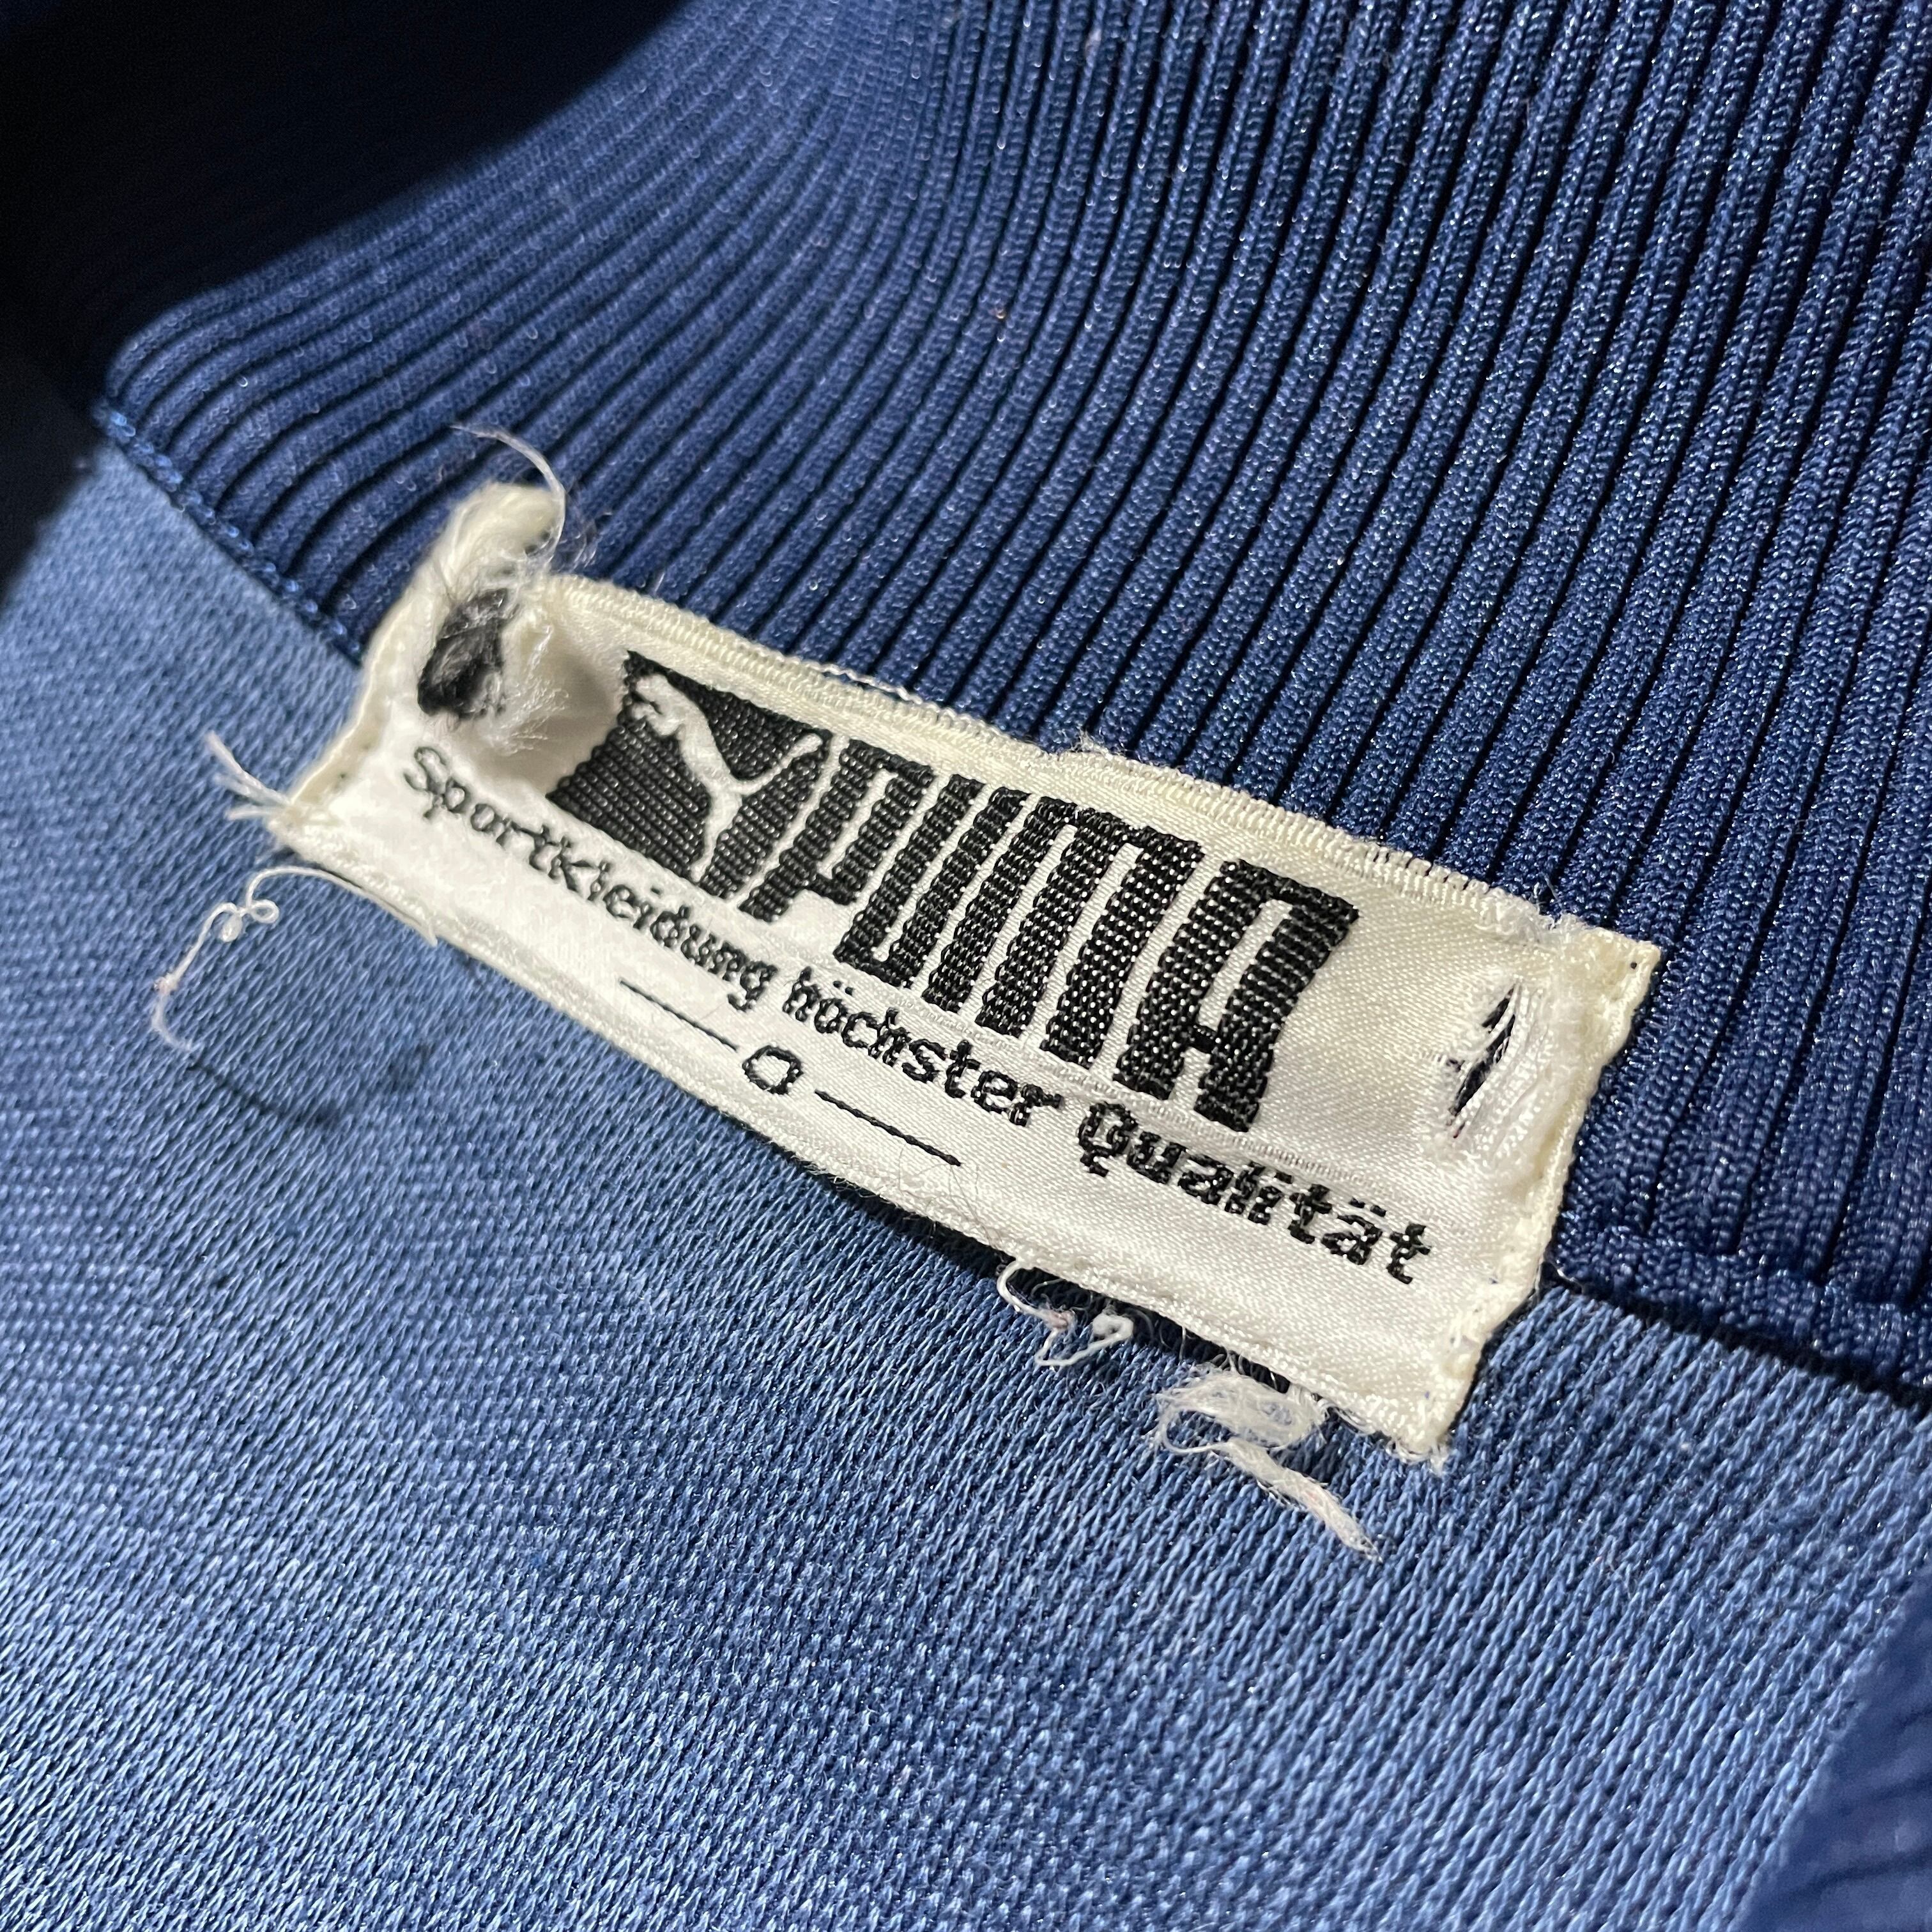 PUMA
Sportkleidung höchster Qualität
— O —